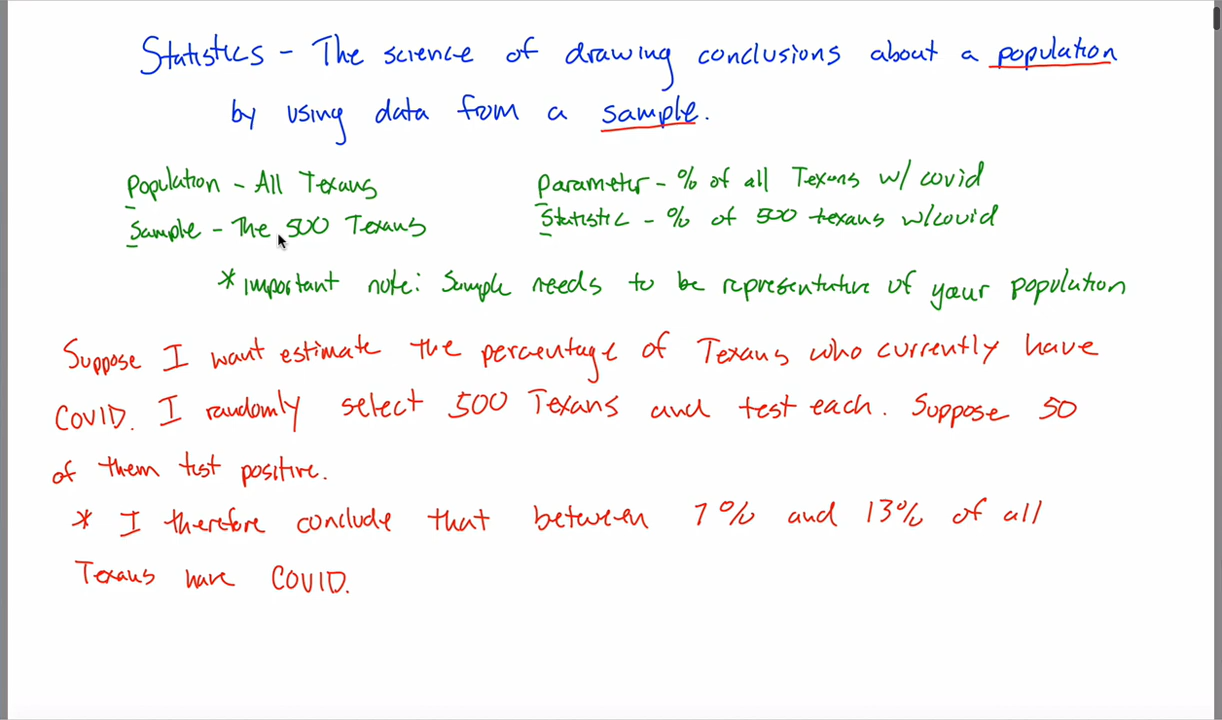 Statistics - The science of drawing conclusions about a population
by using data from a sample.
Population - All Texans
Parameter - % of all Texans w/ covid
Sample - The 500 Texans
Statistic - % of 500 texans w/covid
* important note: Sample needs to be representative of your population
Suppose I want estimate the percentage of Texans who currently have
COVID. I randomly select 500 Texans and test each. Suppose 50
of them test positive.
* I therefore conclude that between 7% and 13% of all
Texans have COVID.